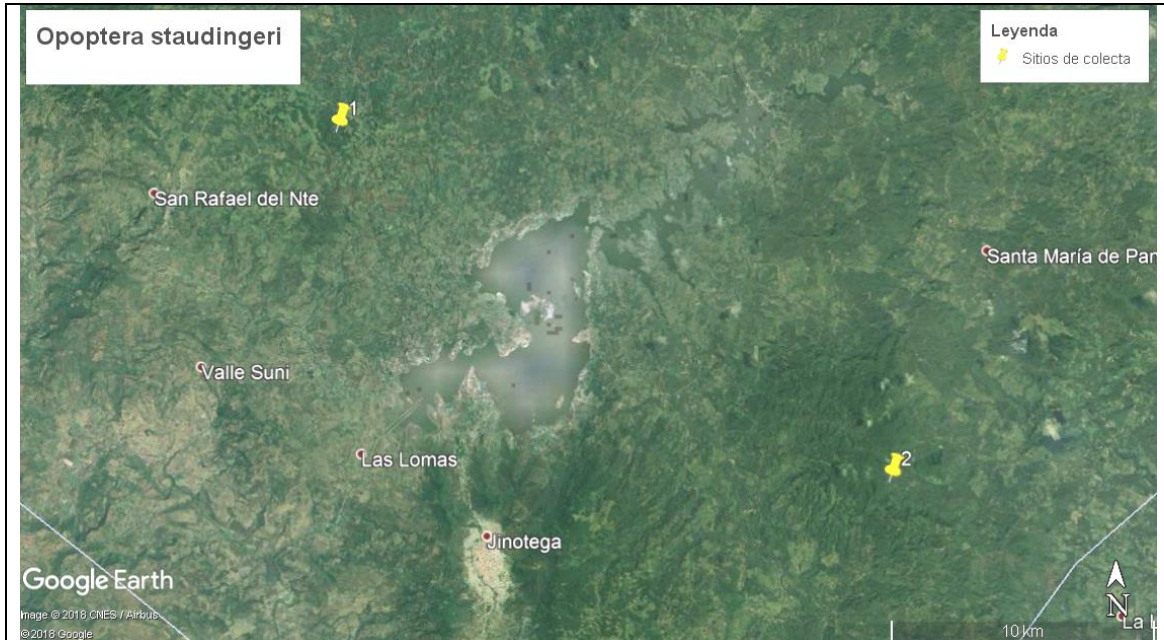 Opoptera staudingeri
Leyenda
Sitios de colecta
1
San Rafael del Nte
Santa María de Pan
Valle Suni
Las Lomas
2
Jinotega
Google Earth
N
Image © 2018 CNES / Airbus
© 2018 Google
10 km
La